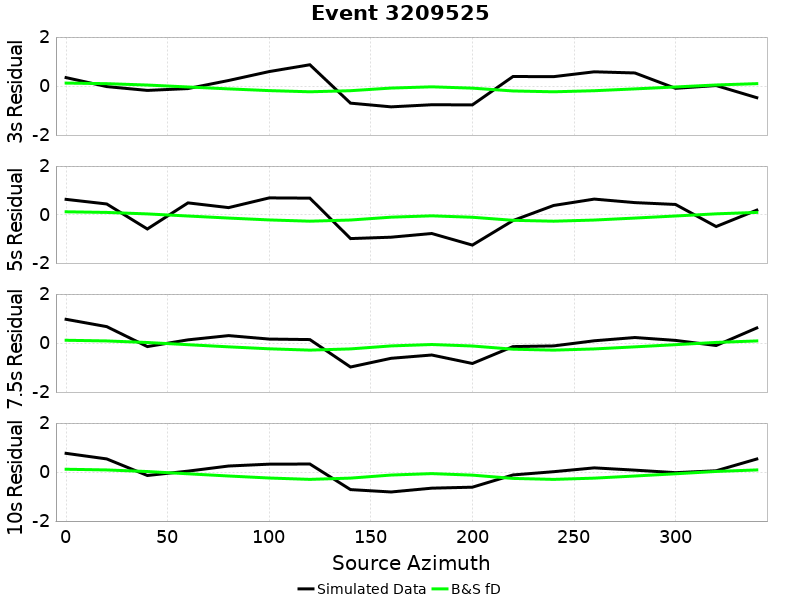 Event 3209525
3s Residual
2
0
-2
5s Residual
2
0
-2
7.5s Residual
2
0
-2
10s Residual
2
0
-2
0 50 100 150 200 250 300
Source Azimuth
Simulated Data B&S fD